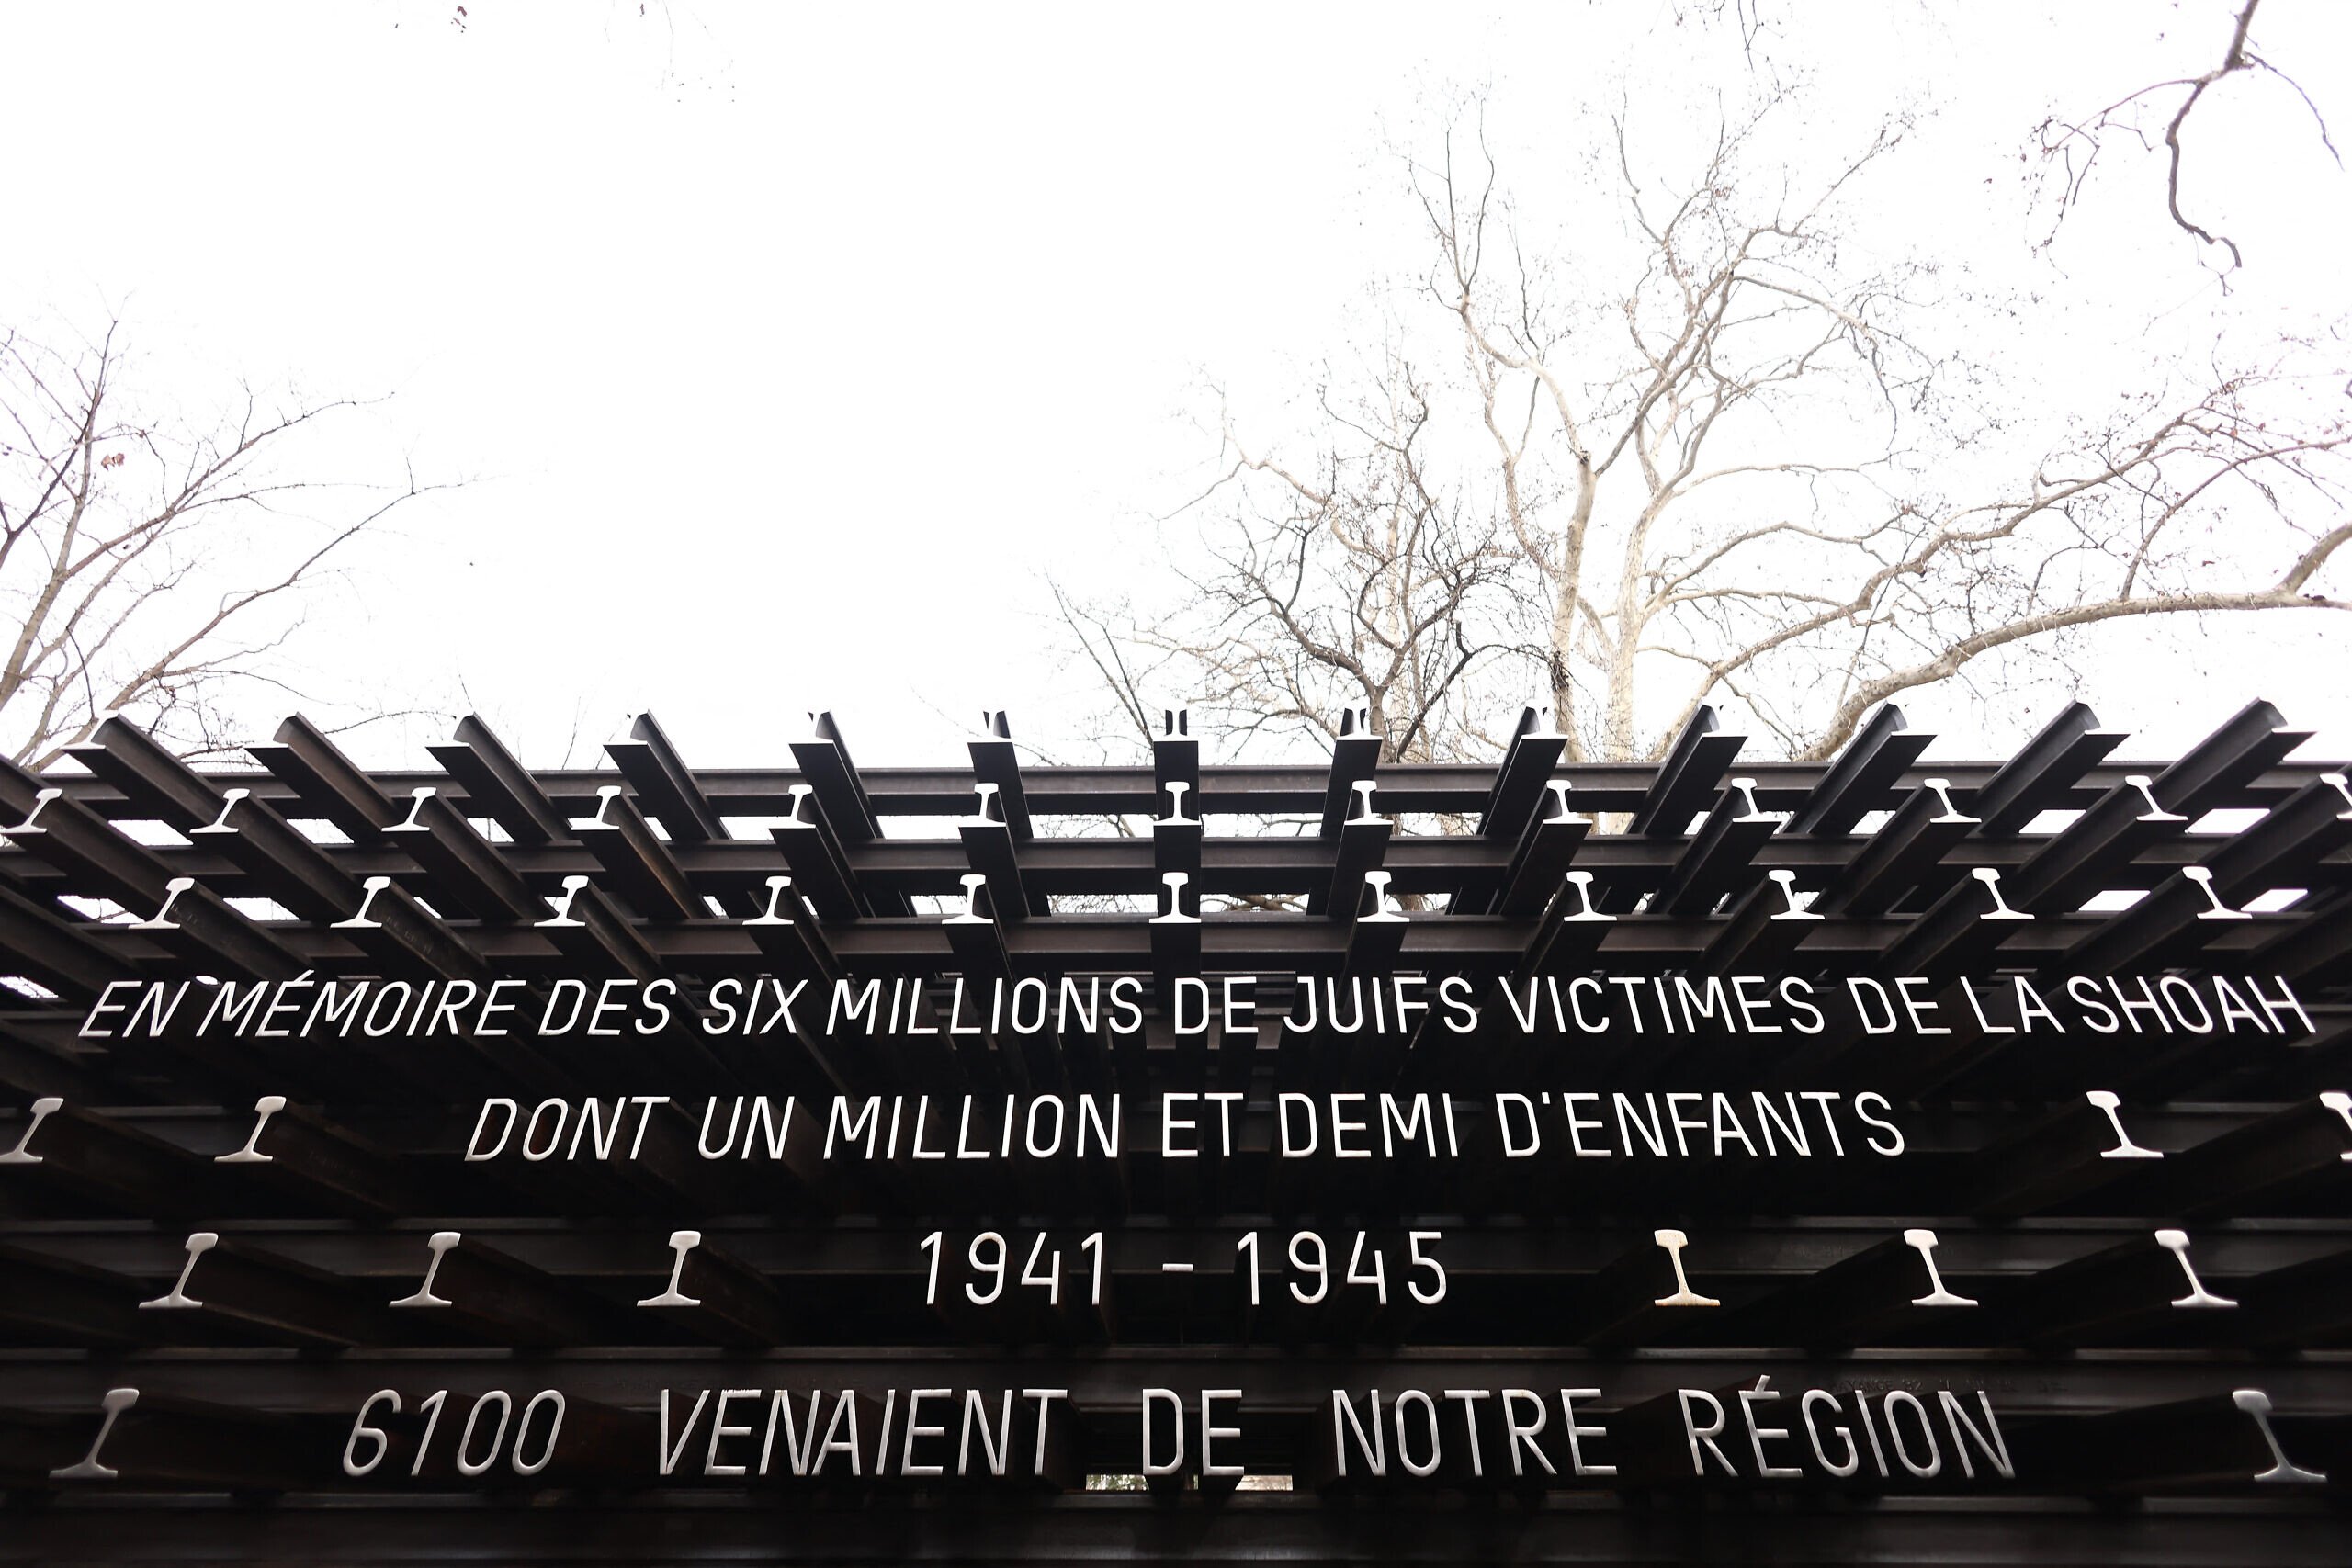 EN MÉMOIRE DES SIX MILLIONS DE JUIFS VICTIMES DE LA SHOAH
DONT UN MILLION ET DEMI D'ENFANTS
1941 - 1945
6100 VENAIENT DE NOTRE RÉGION